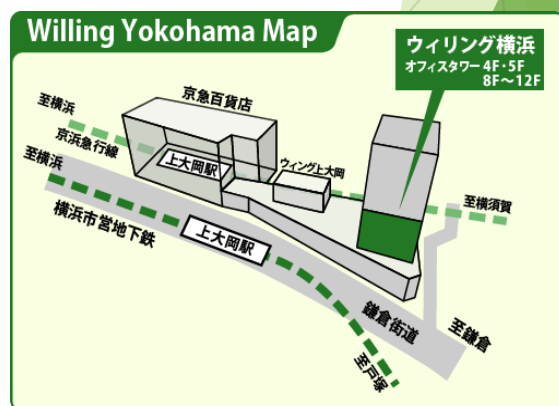 Willing Yokohama Map
ウィリング横浜
オフィスタワー 4F・5F
8F～12F
京急百貨店
至横浜
京浜急行線
上大岡駅
ウィング上大岡
至横須賀
至横浜
横浜市営地下鉄
上大岡駅
鎌倉街道
至鎌倉
至戸塚